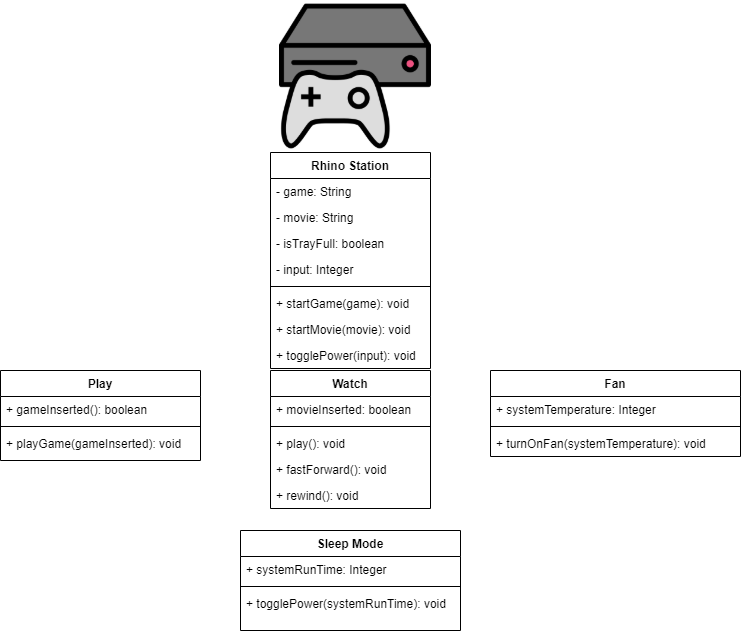 Rhino Station
- game: String
- movie: String
- isTrayFull: boolean
- input: Integer
+ startGame(game): void
+ startMovie(movie): void
+ togglePower(input): void
Play
+ gameInserted(): boolean
+ playGame(gameInserted): void
Watch
+ movieInserted: boolean
+ play(): void
+ fastForward(): void
+ rewind(): void
Fan
+ systemTemperature: Integer
+ turnOnFan(systemTemperature): void
Sleep Mode
+ systemRunTime: Integer
+ togglePower(systemRunTime): void